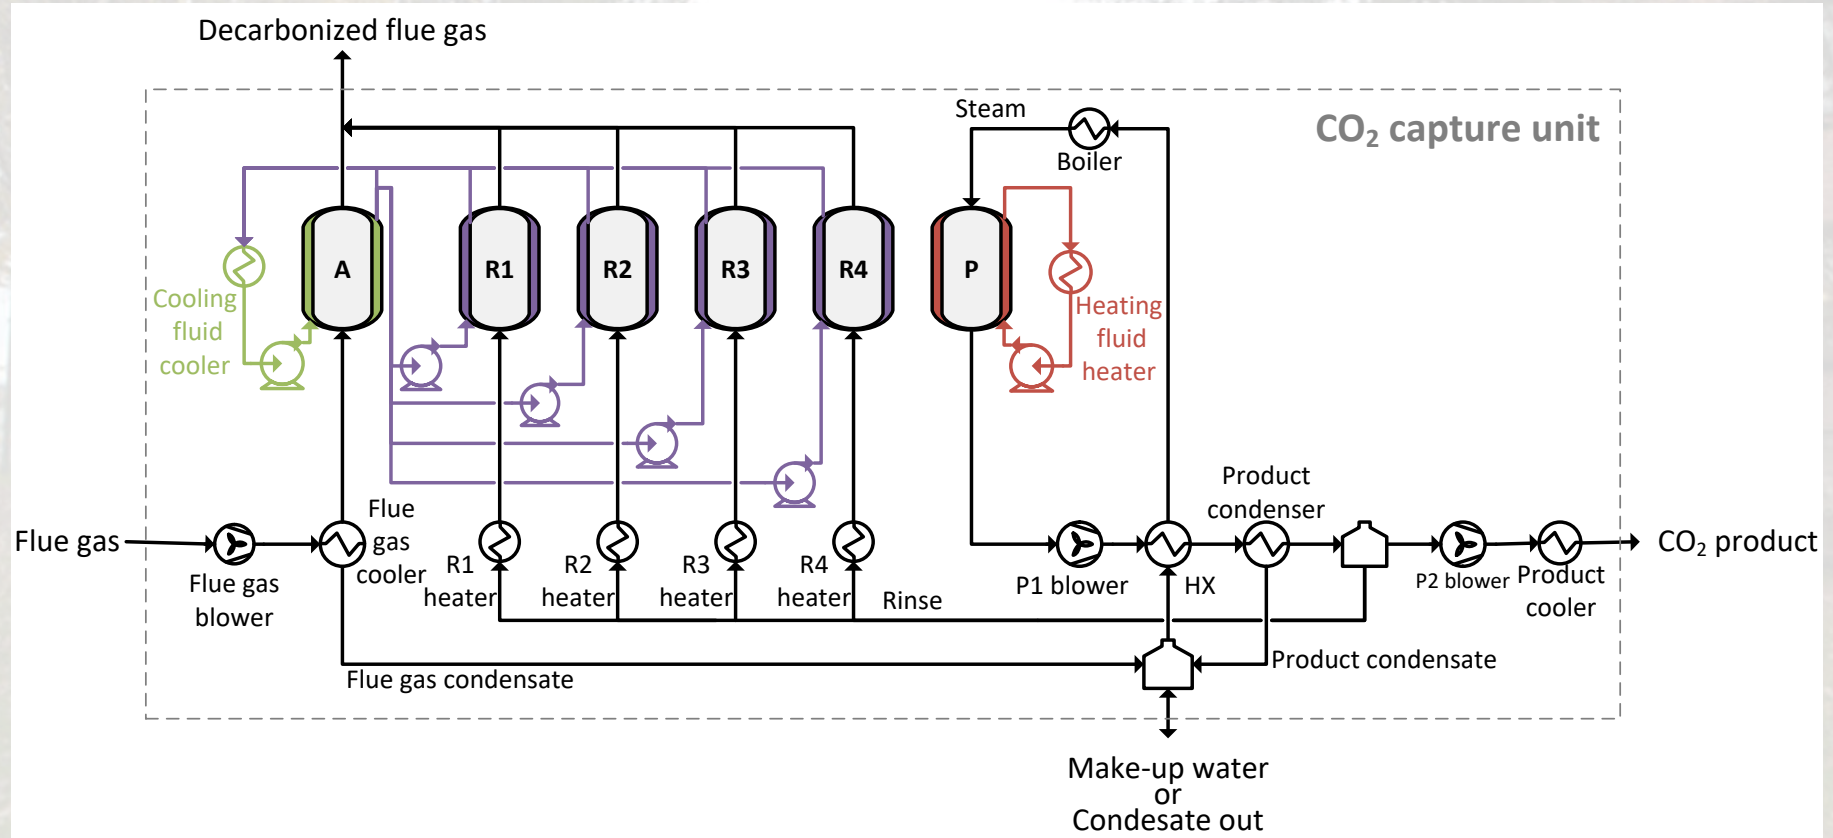 Decarbonized flue gas
Steam
CO₂ capture unit
Boiler
A
R1
R2
R3
R4
P
Cooling
fluid
cooler
Heating
fluid
heater
Flue gas
Flue gas
blower
Flue
gas
cooler
R1
heater
R2
heater
R3
heater
R4
heater
Rinse
P1 blower
HX
Product
condenser
P2 blower
Product
cooler
CO₂ product
Flue gas condensate
Product condensate
Make-up water
or
Condesate out